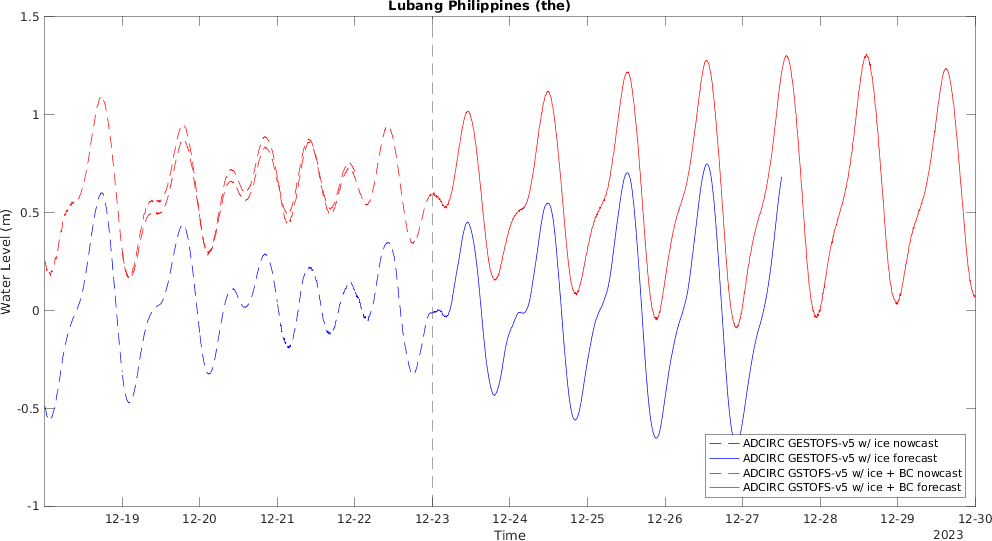 Lubang Philippines (the)
1.5
1
0.5
0
-0.5
-1
Water Level (m)
12-19 12-20 12-21 12-22 12-23 12-24 12-25 12-26 12-27 12-28 12-29 12-30
Time
2023
ADCIRC GESTOFS-v5 w/ ice nowcast
ADCIRC GESTOFS-v5 w/ ice forecast
ADCIRC GSTOFS-v5 w/ ice + BC nowcast
ADCIRC GSTOFS-v5 w/ ice + BC forecast